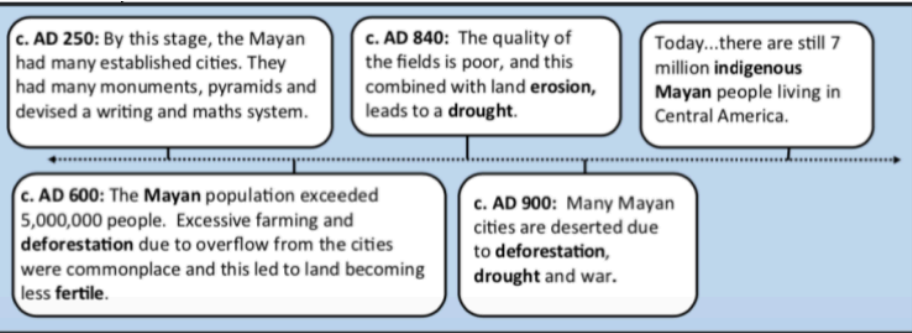 c. AD 250: By this stage, the Mayan
had many established cities. They
had many monuments, pyramids and
devised a writing and maths system.
c. AD 840: The quality of
the fields is poor, and this
combined with land erosion,
leads to a drought.
Today...there are still 7
million indigenous
Mayan people living in
Central America.
c. AD 600: The Mayan population exceeded
5,000,000 people. Excessive farming and
deforestation due to overflow from the cities
were commonplace and this led to land becoming
less fertile.
c. AD 900: Many Mayan
cities are deserted due
to deforestation,
drought and war.